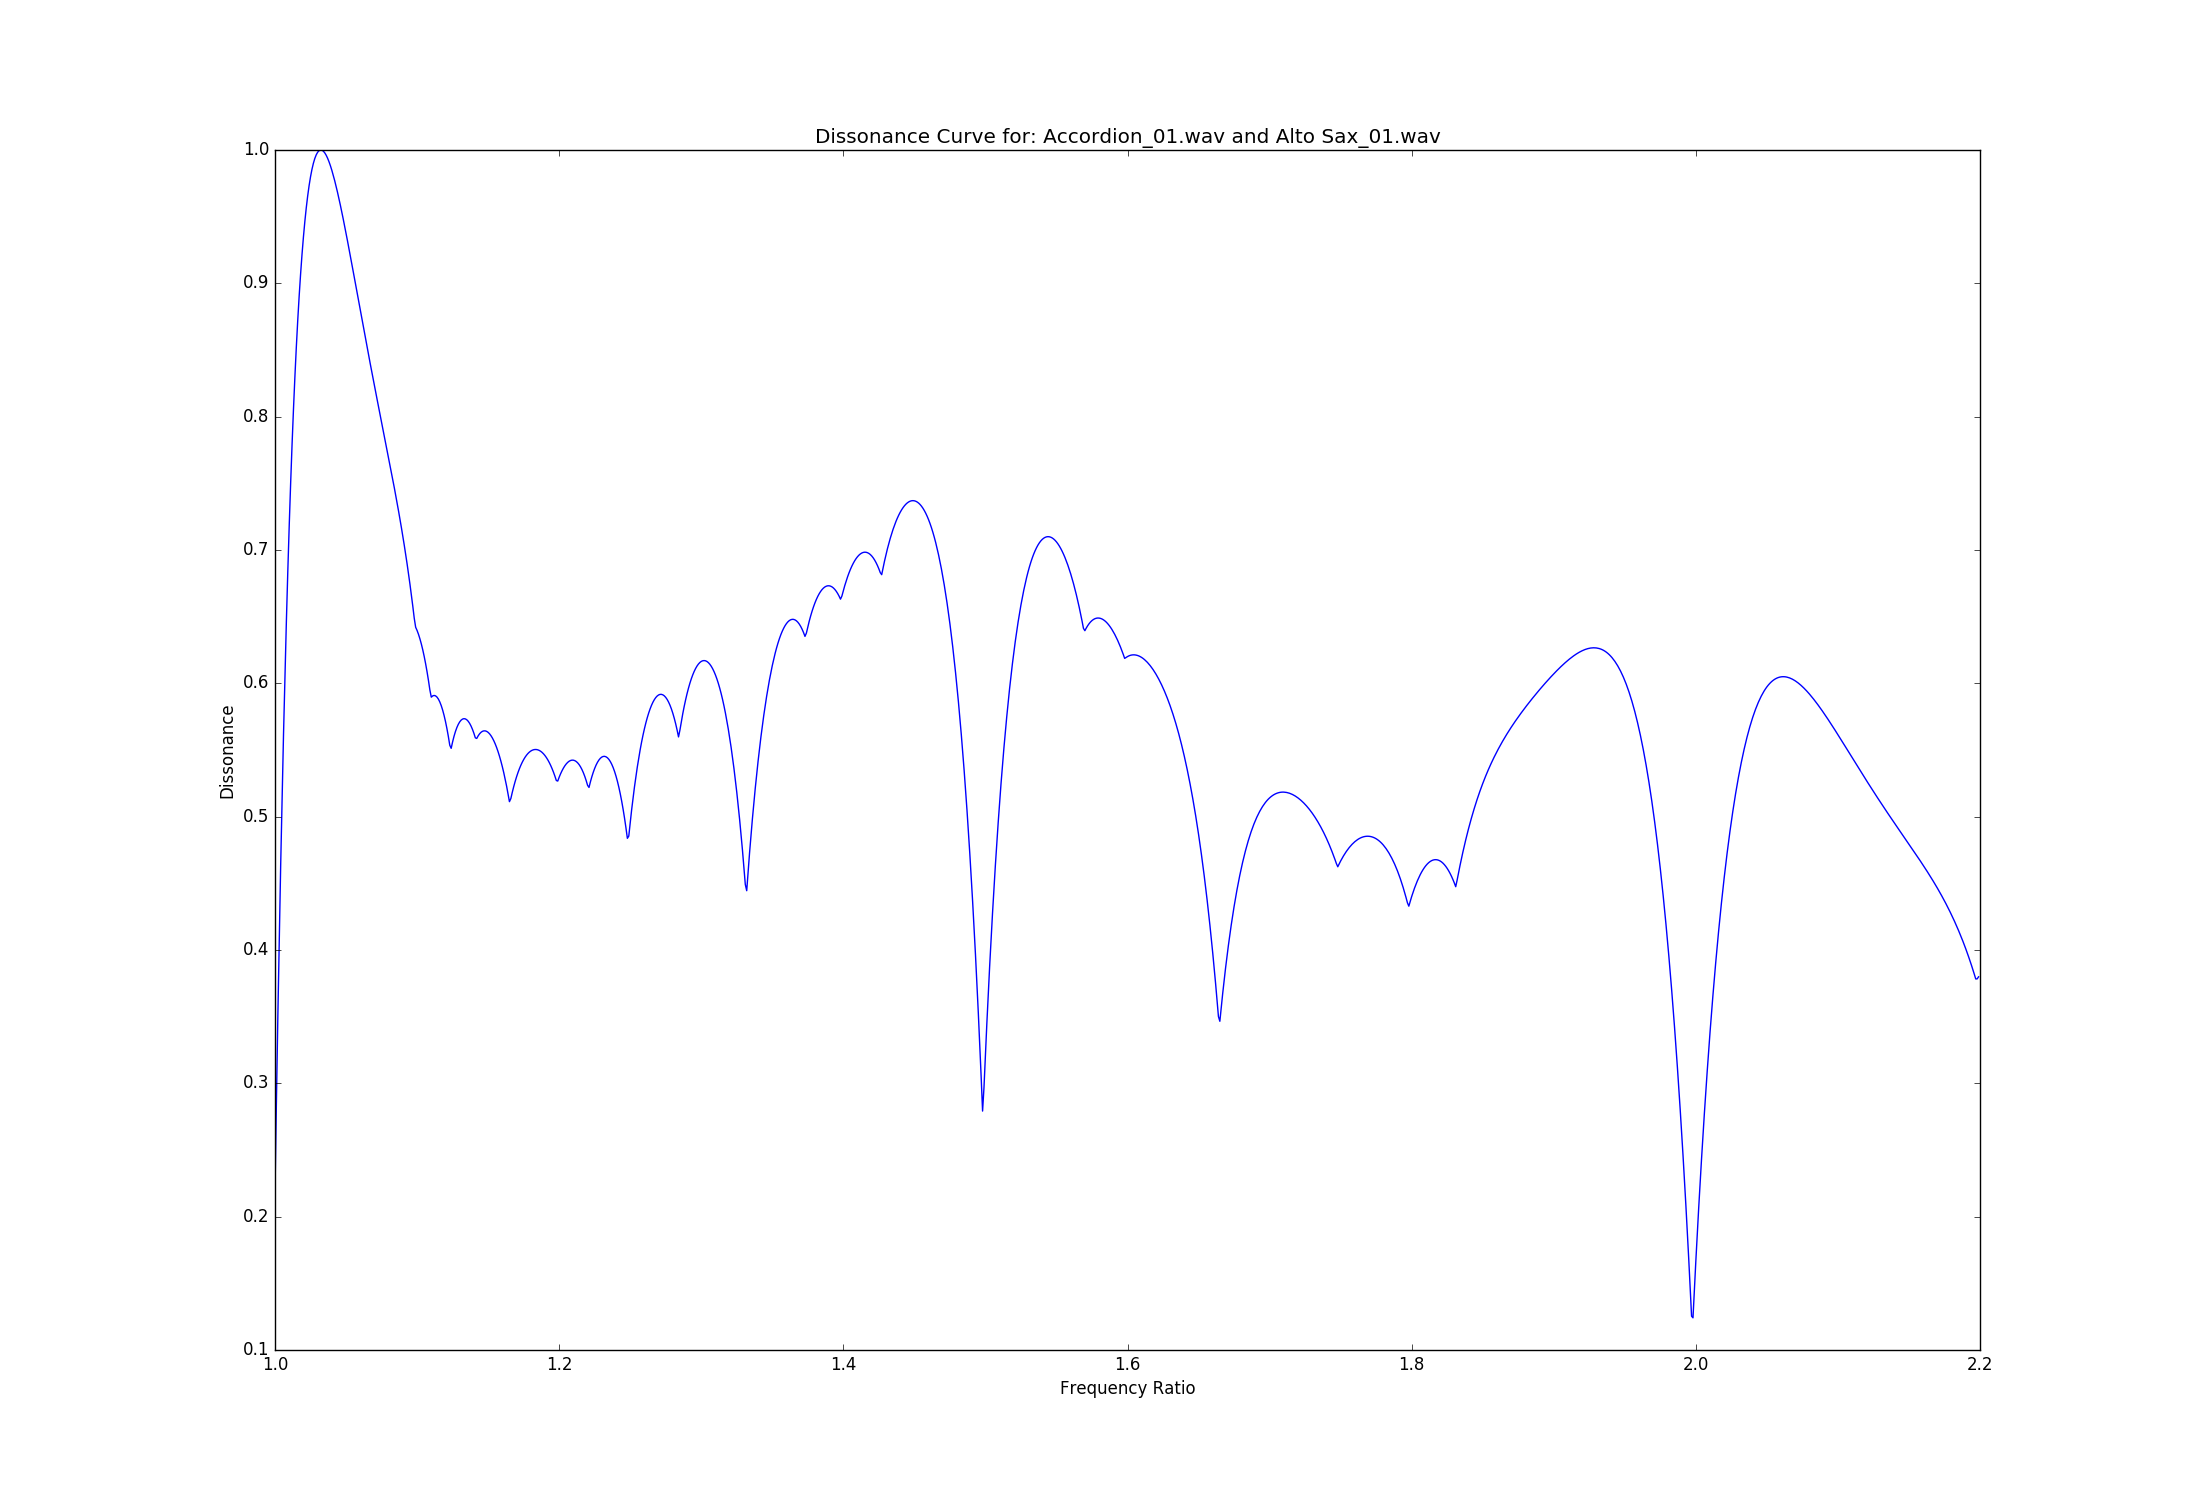 Dissonance Curve for: Accordion_01.wav and Alto Sax_01.wav
1.0
0.9
0.8
0.7
0.6
0.5
0.4
0.3
0.2
0.1
Dissonance
1.0 1.2 1.4 1.6 1.8 2.0 2.2
Frequency Ratio